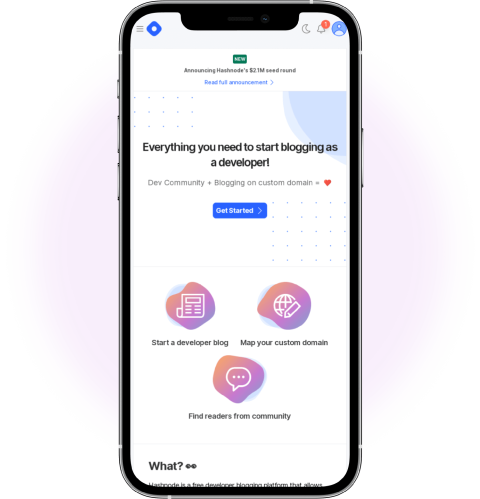 1
NEW
Announcing Hashnode's $2.1M seed round
Read full announcement
Everything you need to start blogging as
a developer!
Dev Community + Blogging on custom domain =
Get Started
Start a developer blog
Map your custom domain
Find readers from community
What?
Hashnode is a free developer blogging platform that allows